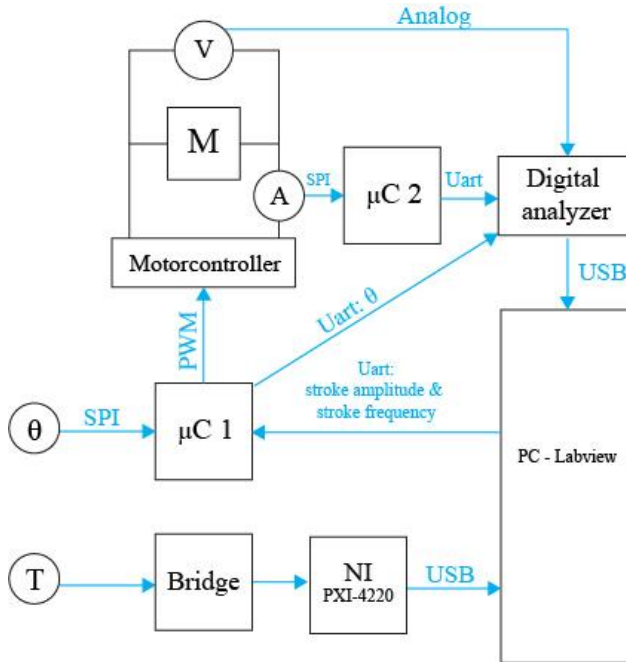 Analog
V
M
A
SPI
μC 2
Uart
Digital
analyzer
Motorcontroller
USB
PWM
Uart: θ
Uart:
stroke amplitude &
stroke frequency
θ
SPI
μC 1
PC - Labview
T
Bridge
NI
PXI-4220
USB